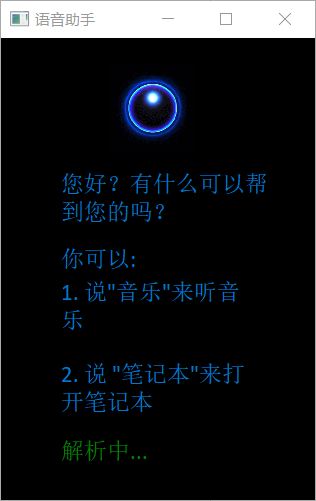 语音助手
您好？有什么可以帮
到您的吗？
你可以:
1. 说"音乐"来听音
乐
2. 说 "笔记本"来打
开笔记本
解析中...